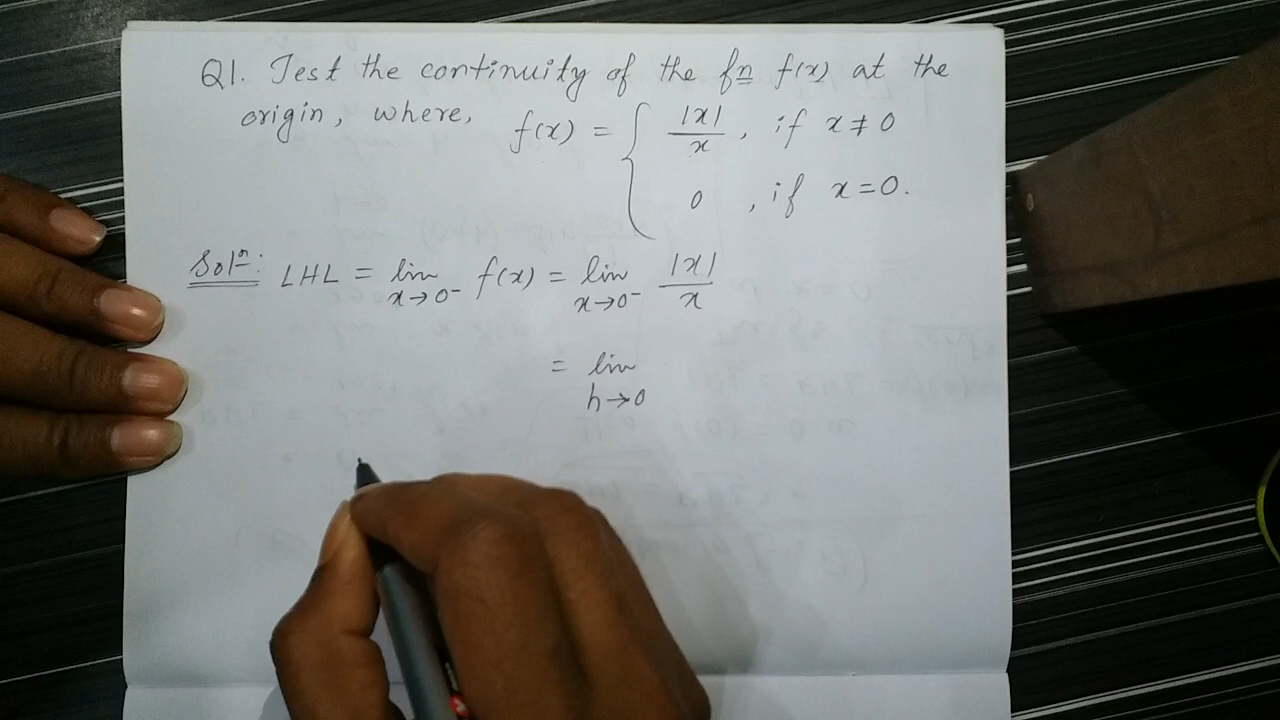 Q1. Test the continuity of the fn f(x) at the
origin, where, f(x) = { |x|/x, if x ≠ 0
0 , if x = 0.
Solⁿ: LHL = lim x→0⁻ f(x) = lim x→0⁻ |x|/x
= lim h→0